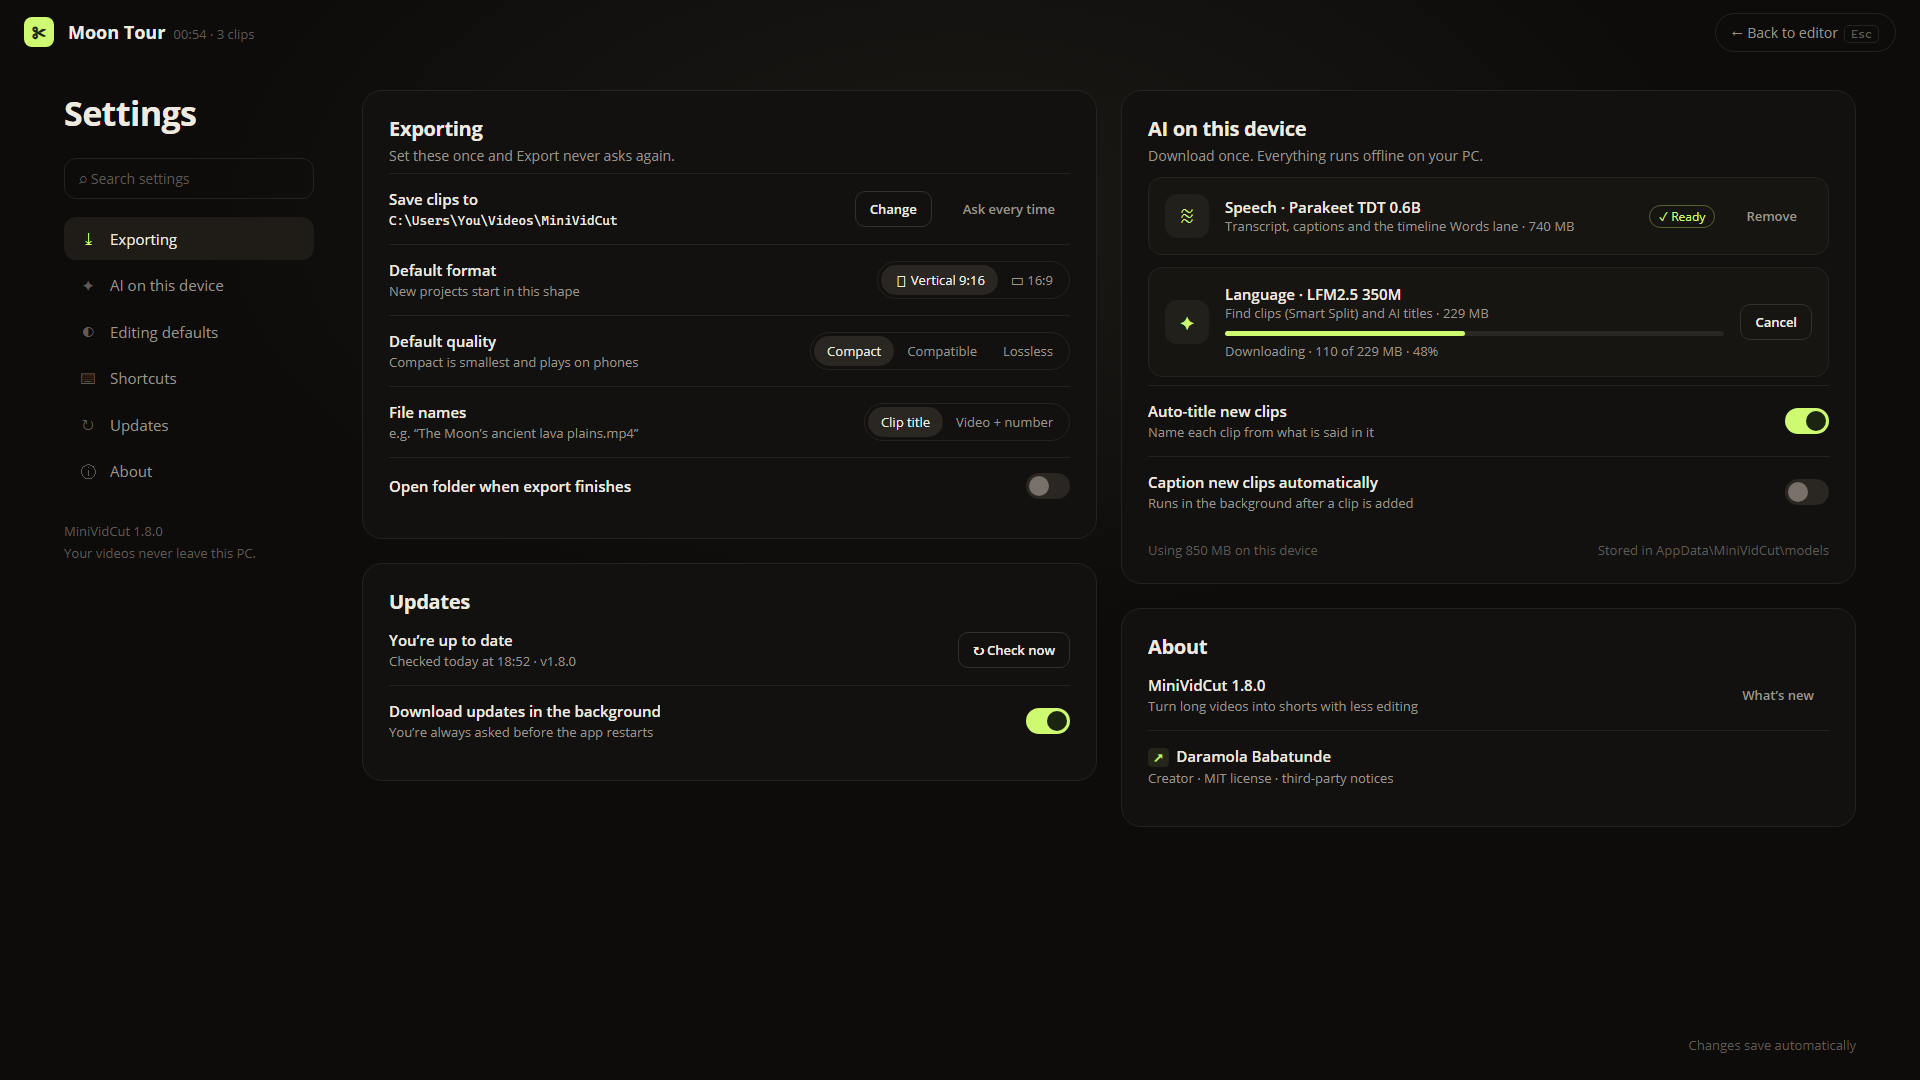 Moon Tour 00:54 · 3 clips
← Back to editor Esc
Settings
Search settings
Exporting
AI on this device
Editing defaults
Shortcuts
Updates
About
MiniVidCut 1.8.0
Your videos never leave this PC.
Exporting
Set these once and Export never asks again.
Save clips to
C:\Users\You\Videos\MiniVidCut
Change
Ask every time
Default format
New projects start in this shape
Vertical 9:16
16:9
Default quality
Compact is smallest and plays on phones
Compact
Compatible
Lossless
File names
e.g. “The Moon’s ancient lava plains.mp4”
Clip title
Video + number
Open folder when export finishes
Updates
You’re up to date
Checked today at 18:52 · v1.8.0
↻ Check now
Download updates in the background
You’re always asked before the app restarts
AI on this device
Download once. Everything runs offline on your PC.
Speech · Parakeet TDT 0.6B
Transcript, captions and the timeline Words lane · 740 MB
✓ Ready
Remove
Language · LFM2.5 350M
Find clips (Smart Split) and AI titles · 229 MB
Downloading · 110 of 229 MB · 48%
Cancel
Auto-title new clips
Name each clip from what is said in it
Caption new clips automatically
Runs in the background after a clip is added
Using 850 MB on this device
Stored in AppData\MiniVidCut\models
About
MiniVidCut 1.8.0
Turn long videos into shorts with less editing
What’s new
↗ Daramola Babatunde
Creator · MIT license · third-party notices
Changes save automatically